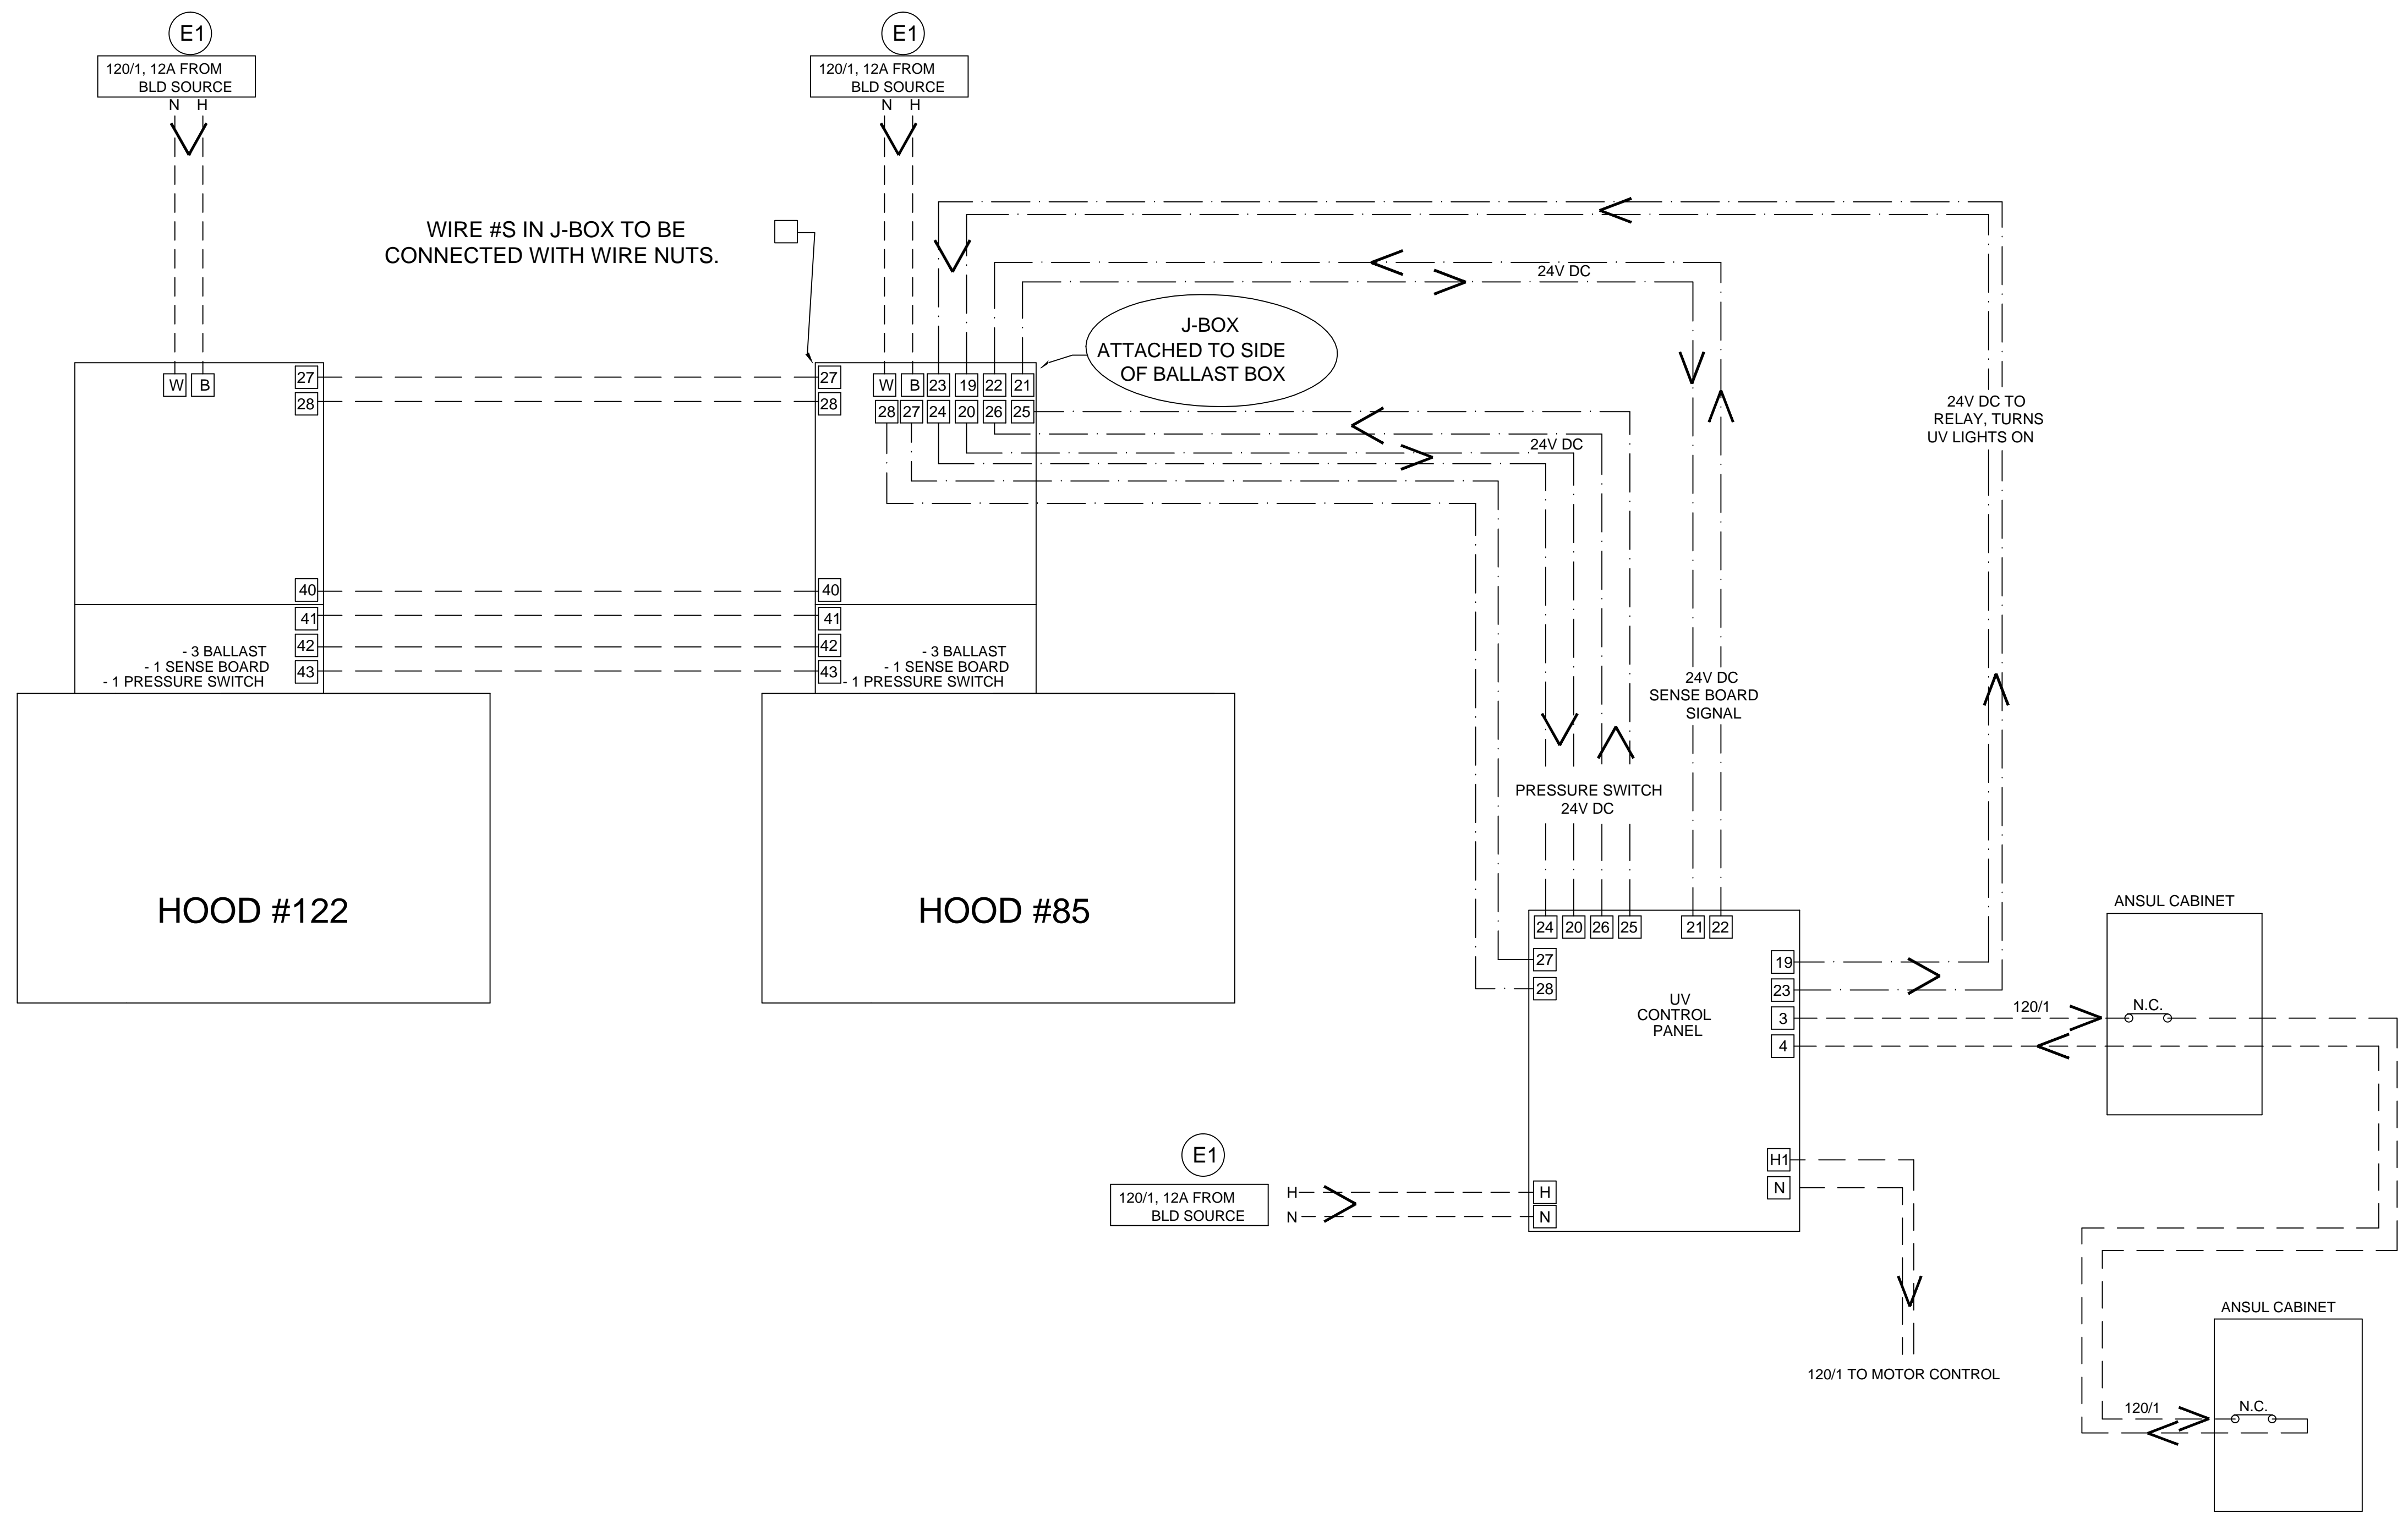 E1
120/1, 12A FROM
BLD SOURCE
N H
E1
120/1, 12A FROM
BLD SOURCE
N H
WIRE #S IN J-BOX TO BE
CONNECTED WITH WIRE NUTS.
24V DC
J-BOX
ATTACHED TO SIDE
OF BALLAST BOX
W B 27
28
27 W B 23 19 22 21
28 28 27 24 20 26 25
24V DC
24V DC TO
RELAY, TURNS
UV LIGHTS ON
40
41
42
43
- 3 BALLAST
- 1 SENSE BOARD
- 1 PRESSURE SWITCH
40
41
42
43
- 3 BALLAST
- 1 SENSE BOARD
- 1 PRESSURE SWITCH
24V DC
SENSE BOARD
SIGNAL
PRESSURE SWITCH
24V DC
HOOD #122
HOOD #85
24 20 26 25 21 22
27
28
UV
CONTROL
PANEL
19
23
3
4
H1
N
H
N
120/1
ANSUL CABINET
N.C.
E1
120/1, 12A FROM
BLD SOURCE
H
N
120/1 TO MOTOR CONTROL
ANSUL CABINET
120/1
N.C.